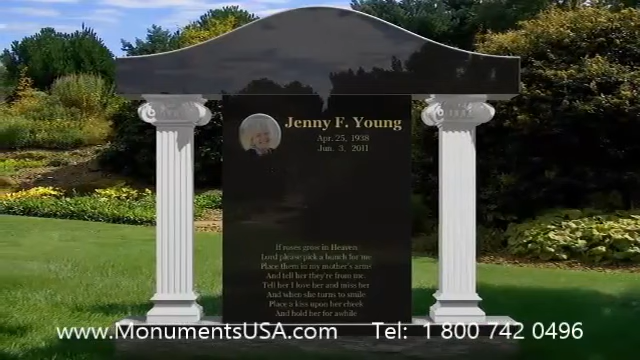 Jenny F. Young
Apr. 25, 1938
Jun. 3, 2011
If roses grow in Heaven
Lord please pick a bunch for me
Place them in my mother's arms
And tell her they're from me.
Tell her I love her and miss her
And when she turns to smile
Place a kiss upon her cheek
And hold her for awhile
www.MonumentsUSA.com Tel: 1 800 742 0496